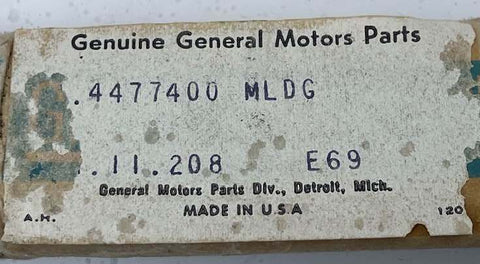 Genuine General Motors Parts
.4477400 MLDG
.11.208 E69
General Motors Parts Div., Detroit, Mich.
A.H. MADE IN U.S.A 120